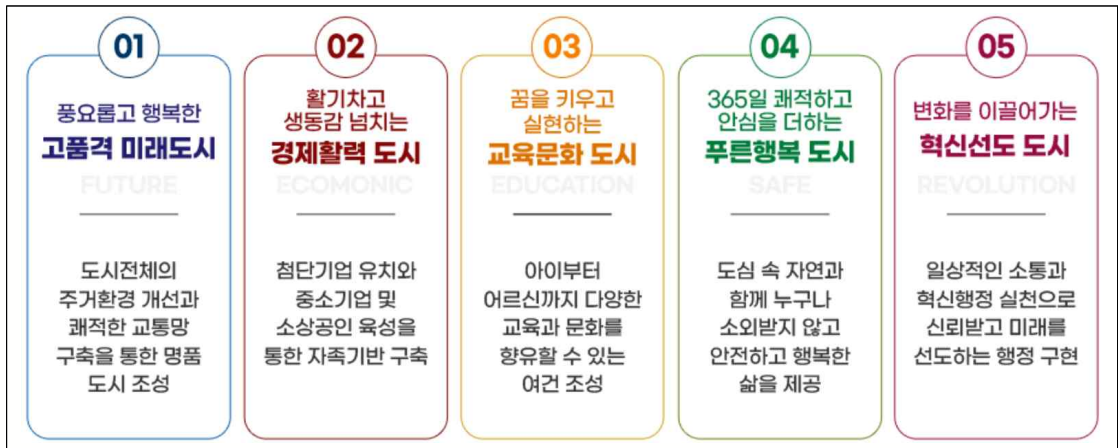 01
풍요롭고 행복한
고품격 미래도시
FUTURE
도시전체의
주거환경 개선과
쾌적한 교통망
구축을 통한 명품
도시 조성
02
활기차고
생동감 넘치는
경제활력 도시
ECOMONIC
첨단기업 유치와
중소기업 및
소상공인 육성을
통한 자족기반 구축
03
꿈을 키우고
실현하는
교육문화 도시
EDUCATION
아이부터
어르신까지 다양한
교육과 문화를
향유할 수 있는
여건 조성
04
365일 쾌적하고
안심을 더하는
푸른행복 도시
SAFE
도심 속 자연과
함께 누구나
소외받지 않고
안전하고 행복한
삶을 제공
05
변화를 이끌어가는
혁신선도 도시
REVOLUTION
일상적인 소통과
혁신행정 실천으로
신뢰받고 미래를
선도하는 행정 구현